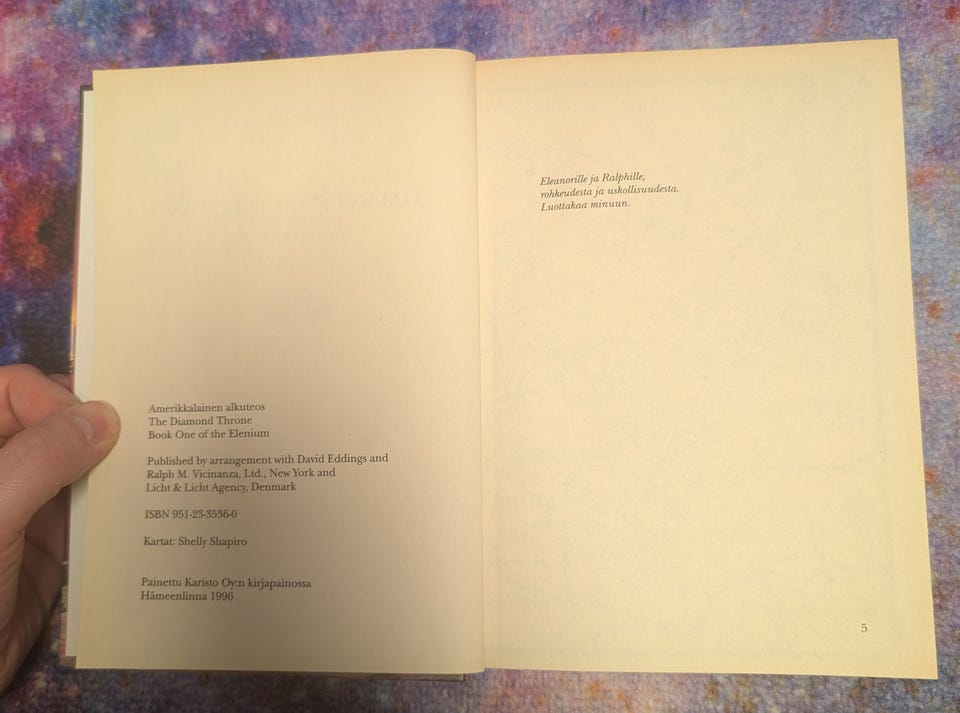 Amerikkalainen alkuteos
The Diamond Throne
Book One of the Elenium
Published by arrangement with David Eddings and
Ralph M. Vicinanza, Ltd., New York and
Licht & Licht Agency, Denmark
ISBN 951-23-3536-0
Kartat: Shelly Shapiro
Painettu Karisto Oy:n kirjapainossa
Hämeenlinna 1996
Eleanorille ja Ralphille,
rohkeudesta ja uskollisuudesta.
Luottakaa minuun.
5